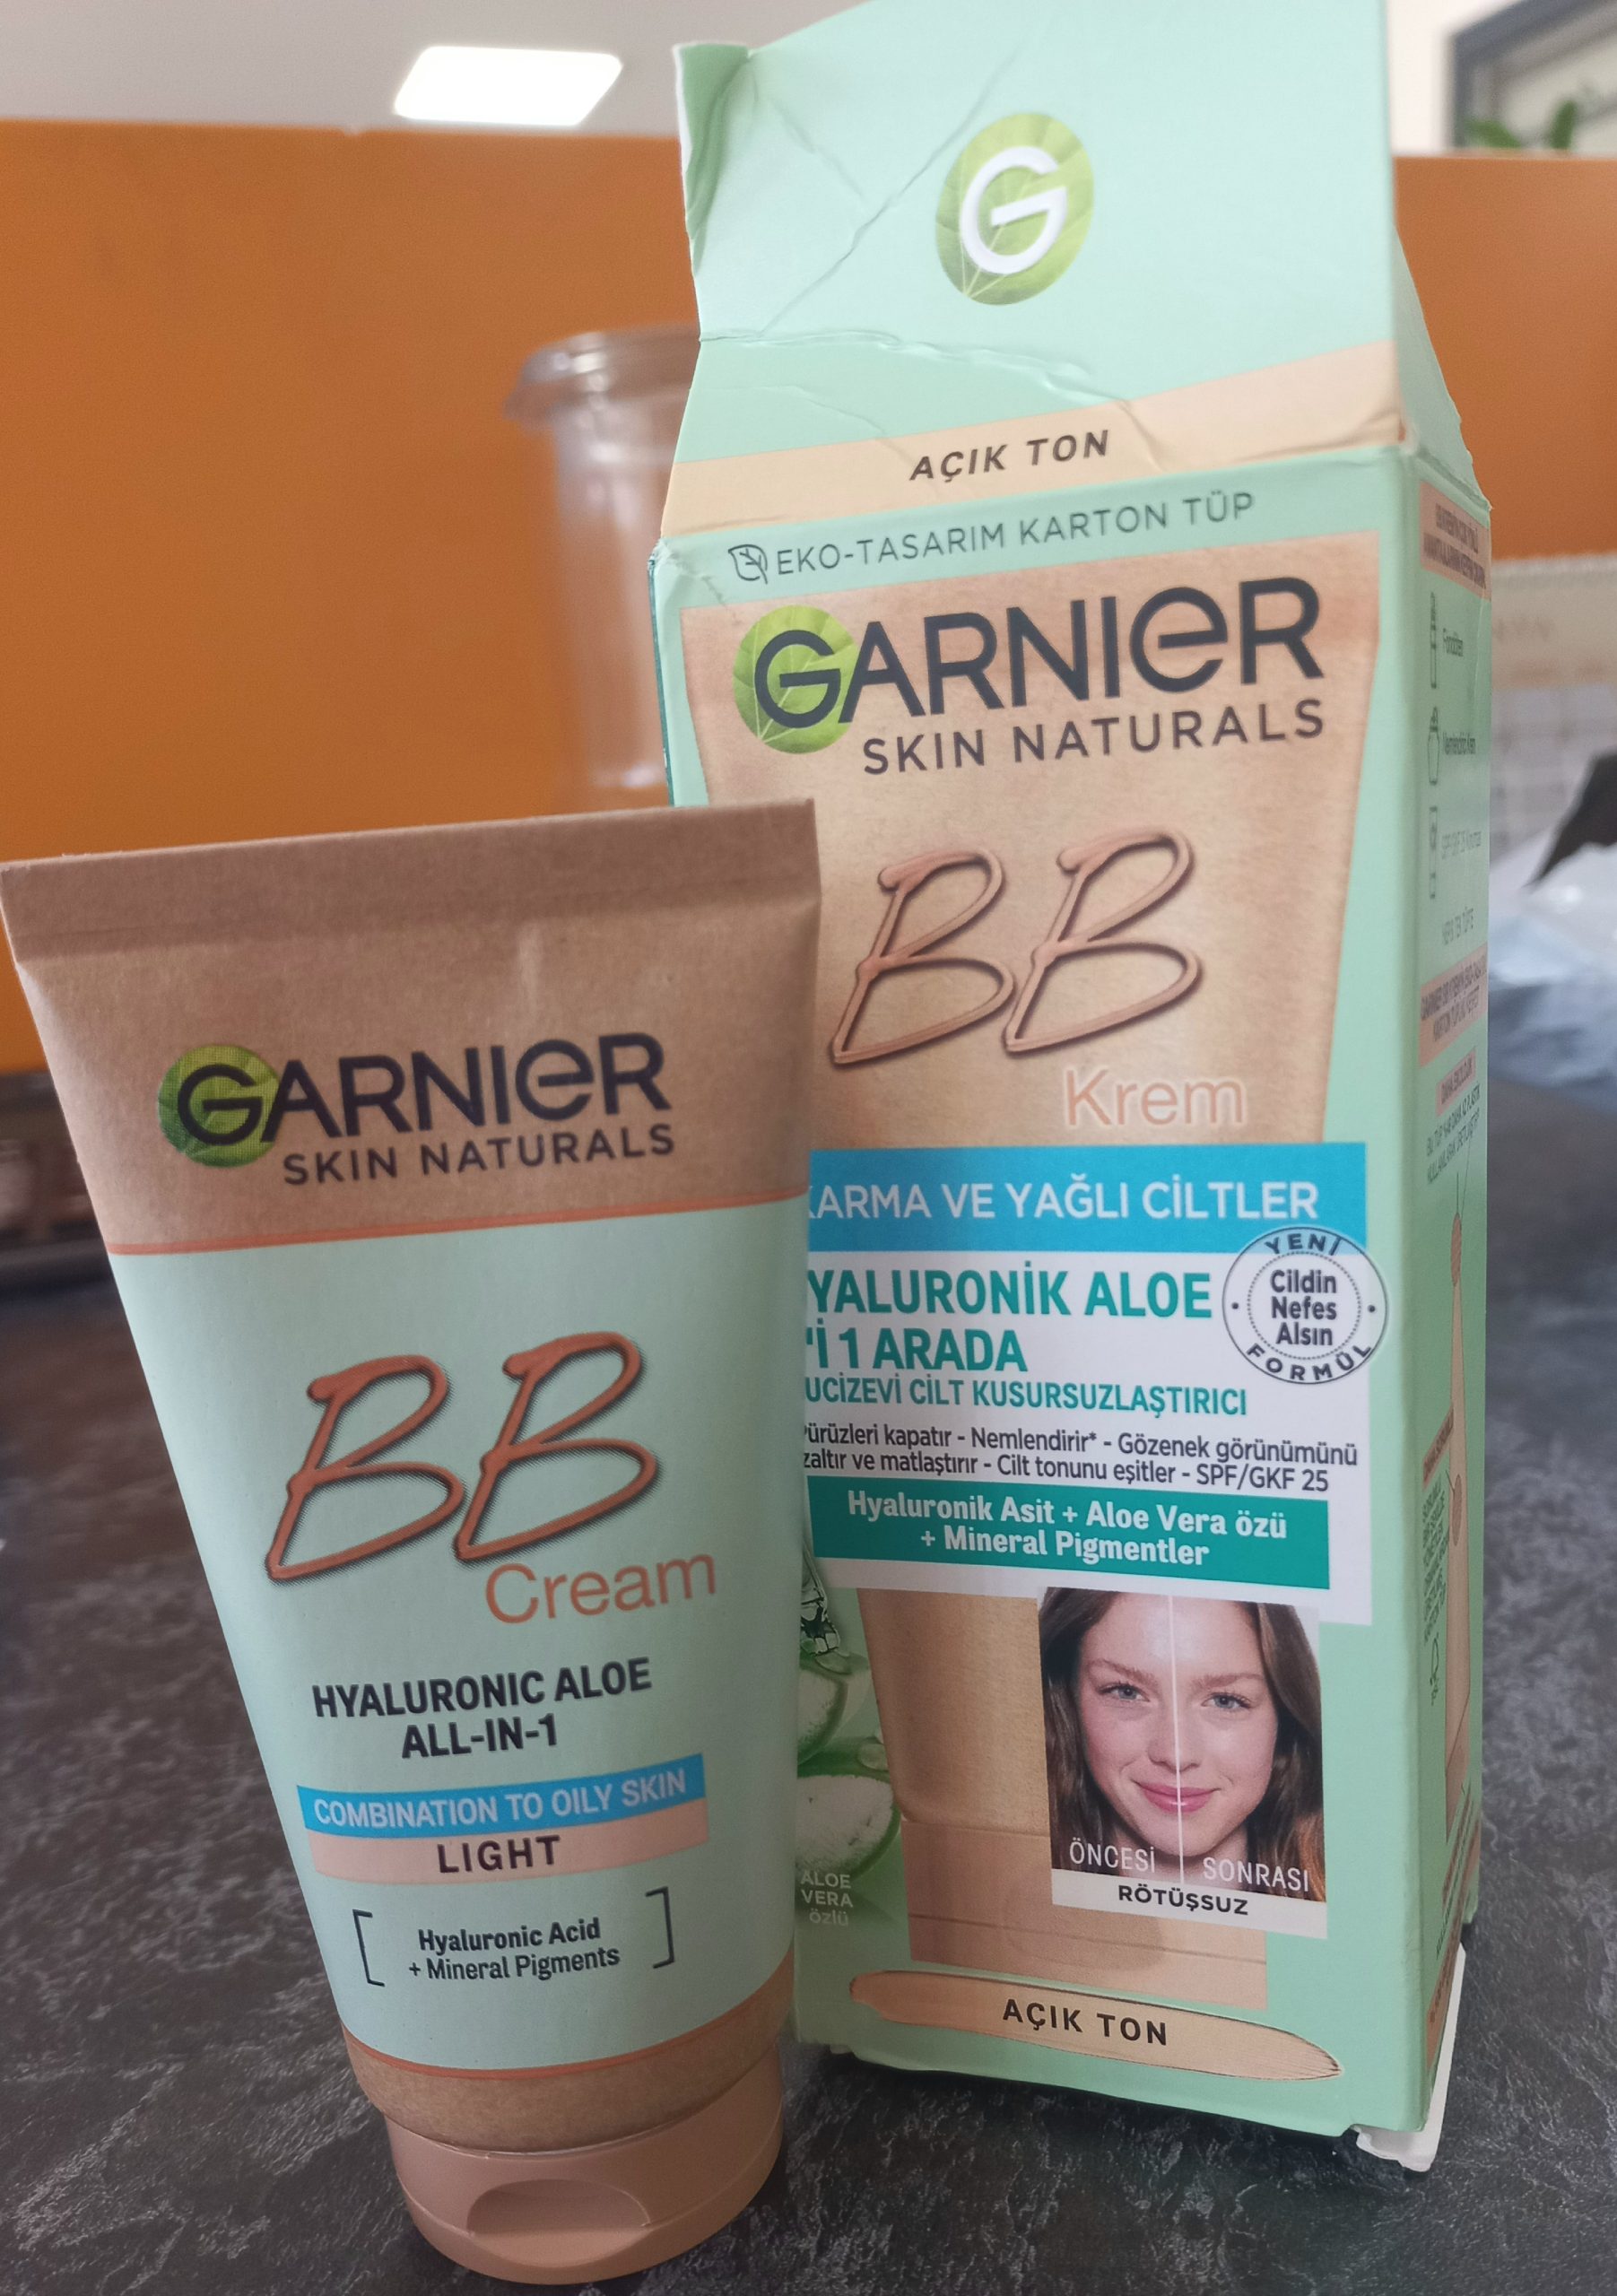 AÇIK TON
EKO-TASARIM KARTON TÜP
GARNIER
SKIN NATURALS
BB
Krem
KARMA VE YAĞLI CİLTLER
YALURONİK ALOE
'İ 1 ARADA
UCİZEVİ CİLT KUSURSUZLAŞTIRICI
YENİ
Cildin
Nefes
Alsın
FORMÜL
kapatır - Nemlendirir* - Gözenek görünümünü
ve matlaştırır - Cilt tonunu eşitler - SPF/GKF 25
Hyaluronik Asit + Aloe Vera özü
+ Mineral Pigmentler
ÖNCESİ SONRASI
RÖTÜŞSUZ
ALOE
VERA
özlü
AÇIK TON
GARNIER
SKIN NATURALS
BB
Cream
HYALURONIC ALOE
ALL-IN-1
COMBINATION TO OILY SKIN
LIGHT
Hyaluronic Acid
+ Mineral Pigments